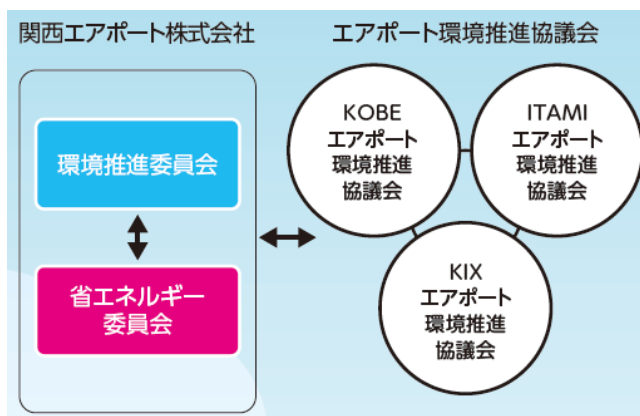 関西エアポート株式会社
エアポート環境推進協議会
環境推進委員会
省エネルギー
委員会
KOBE
エアポート
環境推進
協議会
ITAMI
エアポート
環境推進
協議会
KIX
エアポート
環境推進
協議会